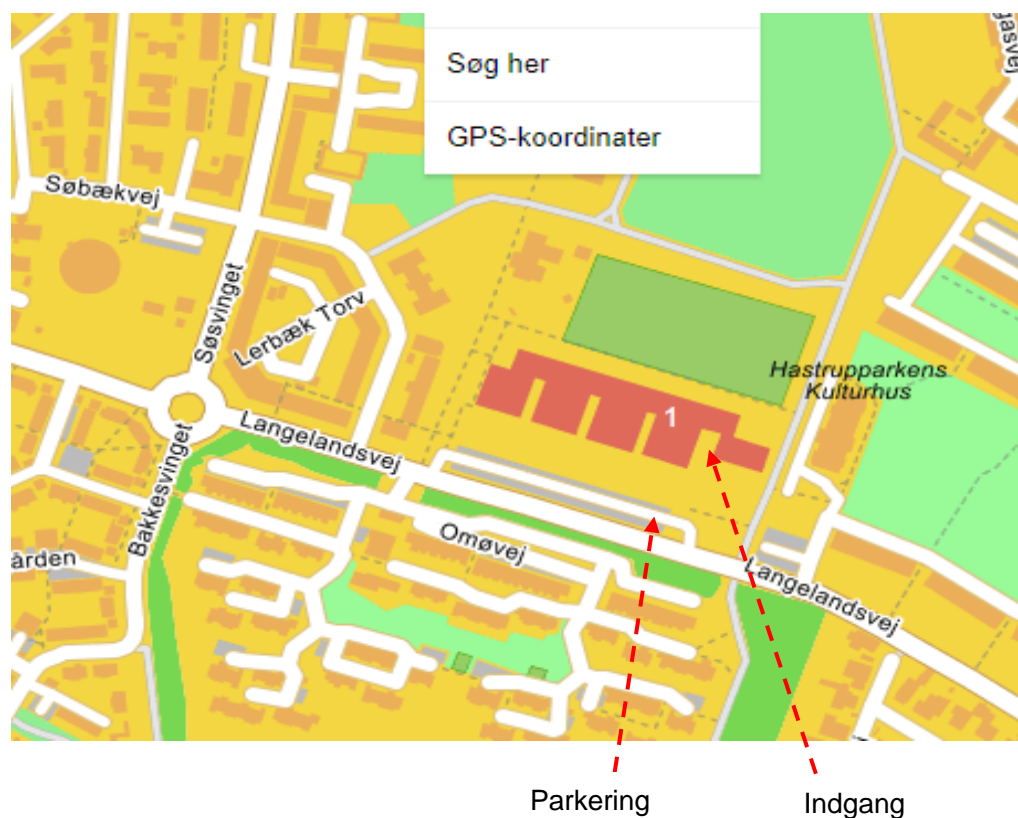 Søg her
GPS-koordinater
Søbækvej
Søsvinget
Lerbæk Torv
Hastrupparkens
Kulturhus
1
Langelandsvej
Bakkesvinget
Omøvej
Langelandsvej
Parkering
Indgang